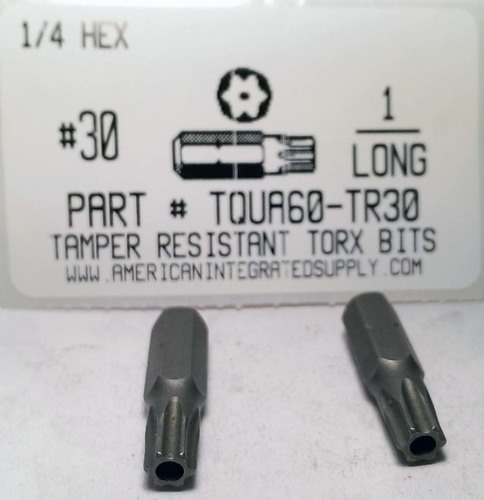 1/4 HEX
#30
1
LONG
PART # TQUA60-TR30
TAMPER RESISTANT TORX BITS
WWW.AMERICANINTEGRATEDSUPPLY.COM